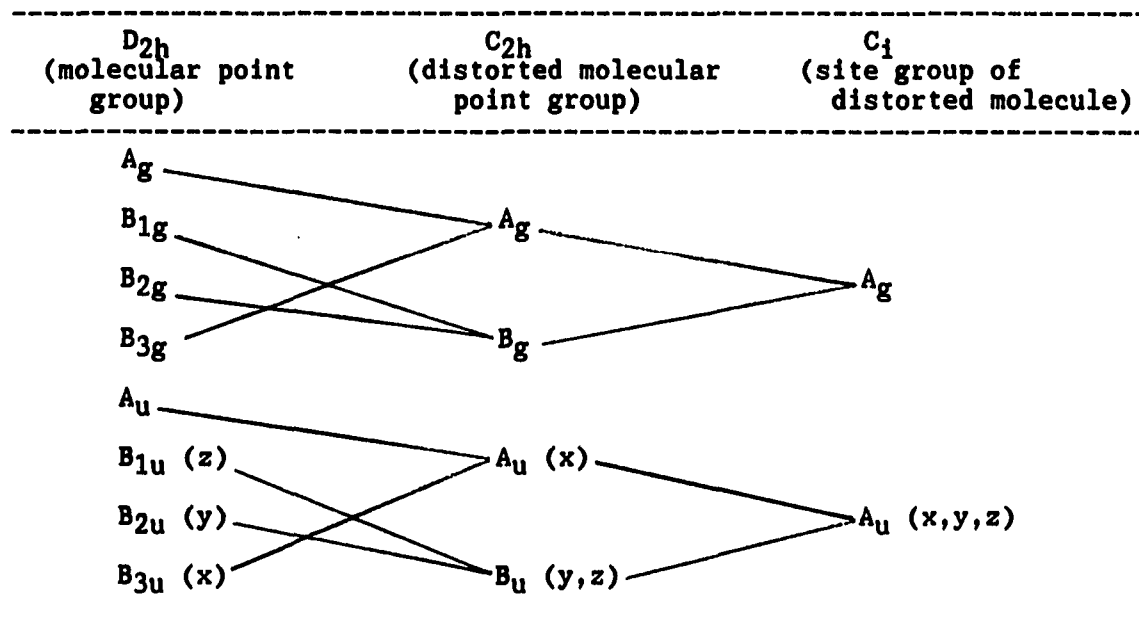 D2h C2h Ci
(molecular point (distorted molecular (site group of
group) point group) distorted molecule)
Ag
B1g Ag
B2g Ag
B3g Bg
Au
B1u (z) Au (x)
B2u (y) Au (x,y,z)
B3u (x) Bu (y,z)